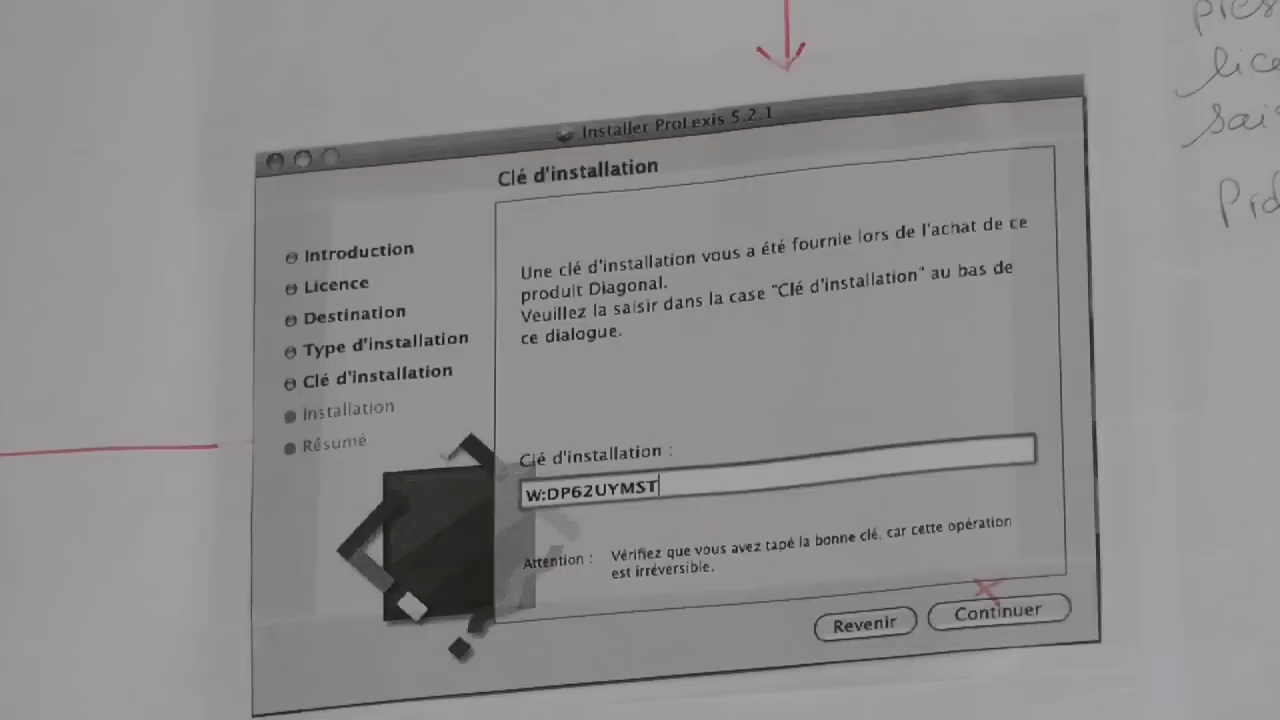 Installer ProLexis 5.2.1
Clé d'installation
Introduction
Licence
Destination
Type d'installation
Clé d'installation
Installation
Résumé
Une clé d'installation vous a été fournie lors de l'achat de ce
produit Diagonal.
Veuillez la saisir dans la case "Clé d'installation" au bas de
ce dialogue.
Clé d'installation :
W:DP62UYMST
Attention : Vérifiez que vous avez tapé la bonne clé, car cette opération
est irréversible.
Revenir
Continuer